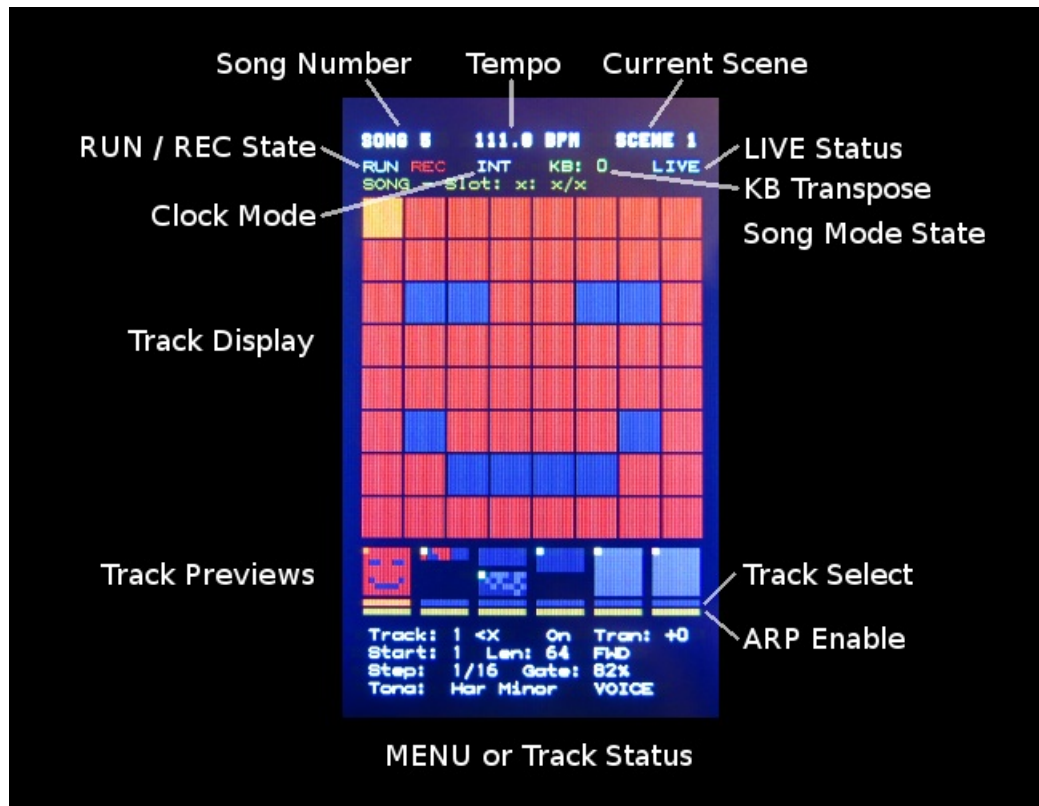 Song Number Tempo Current Scene
SONG 5 111.0 BPM SCENE 1
RUN / REC State
RUN REC INT KB: 0 LIVE
LIVE Status
SONG - Slot: x: x/x
KB Transpose
Clock Mode
Song Mode State
Track Display
Track Previews
Track Select
ARP Enable
Track: 1 <X On Tran: +0
Start: 1 Len: 64 FWD
Step: 1/16 Gate: 82%
Tona: Har Minor VOICE
MENU or Track Status